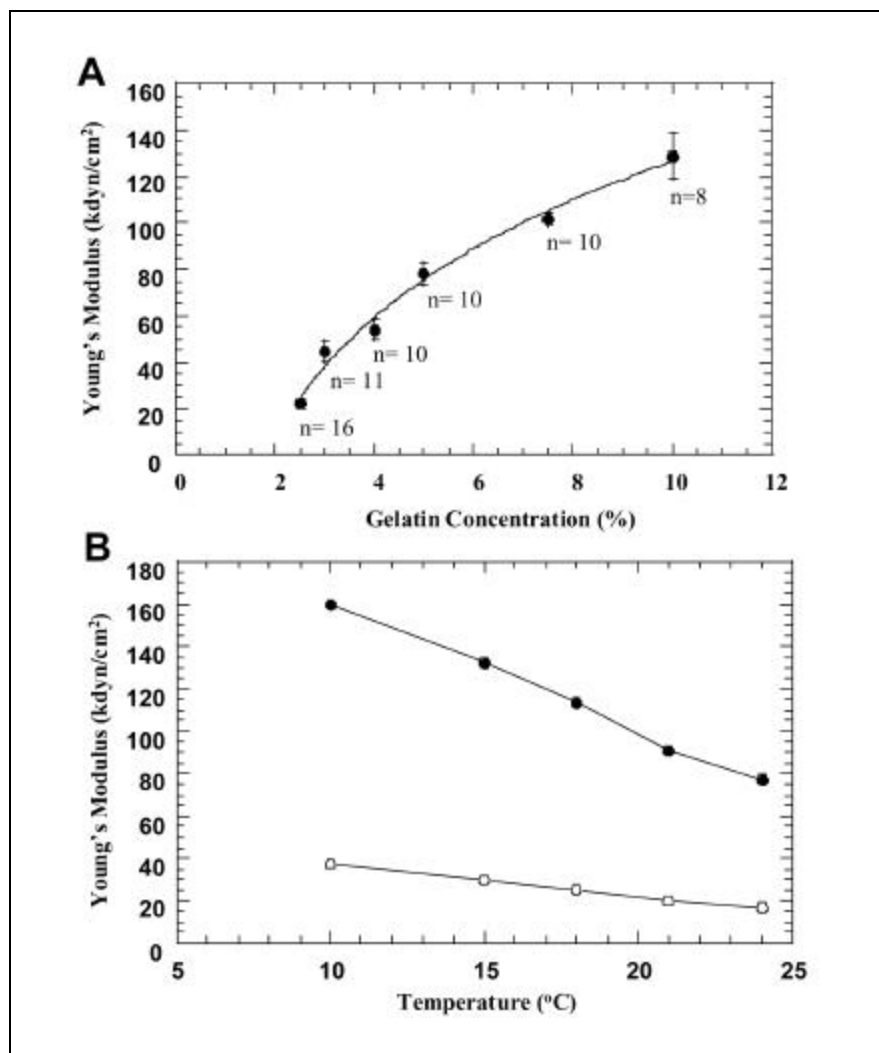 A
160
140
120
100
80
60
40
20
0
Young's Modulus (kdyn/cm²)
n=8
n= 10
n= 10
n= 10
n= 11
n= 16
0 2 4 6 8 10 12
Gelatin Concentration (%)
B
180
160
140
120
100
80
60
40
20
0
Young's Modulus (kdyn/cm²)
5 10 15 20 25
Temperature (ºC)